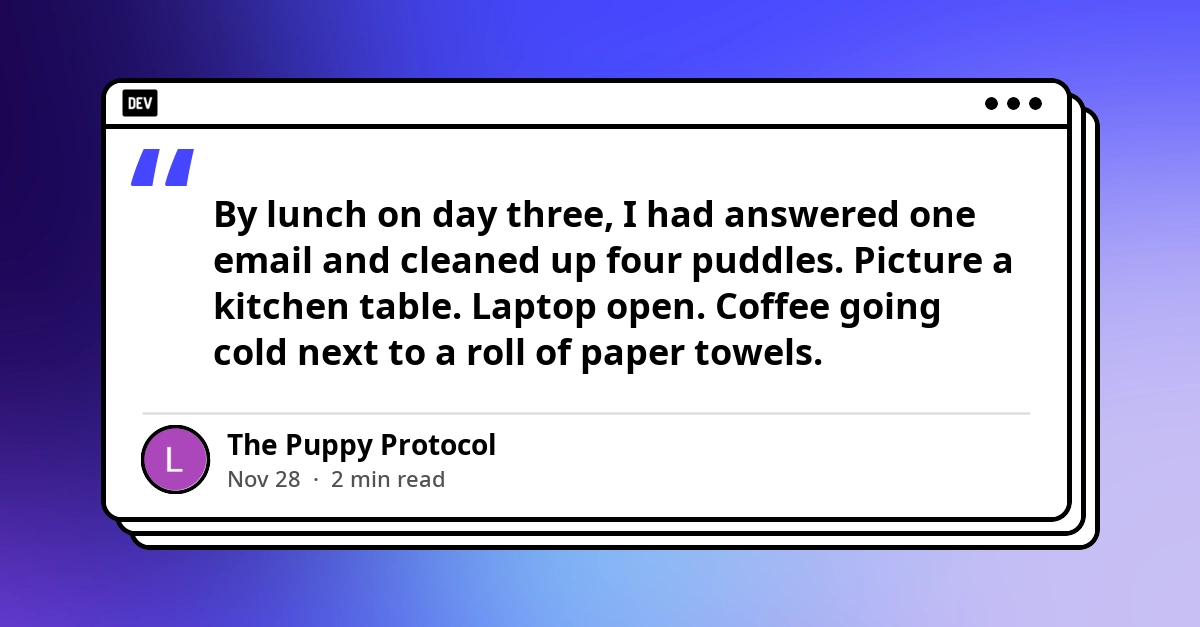 DEV
“
By lunch on day three, I had answered one
email and cleaned up four puddles. Picture a
kitchen table. Laptop open. Coffee going
cold next to a roll of paper towels.
L
The Puppy Protocol
Nov 28 · 2 min read